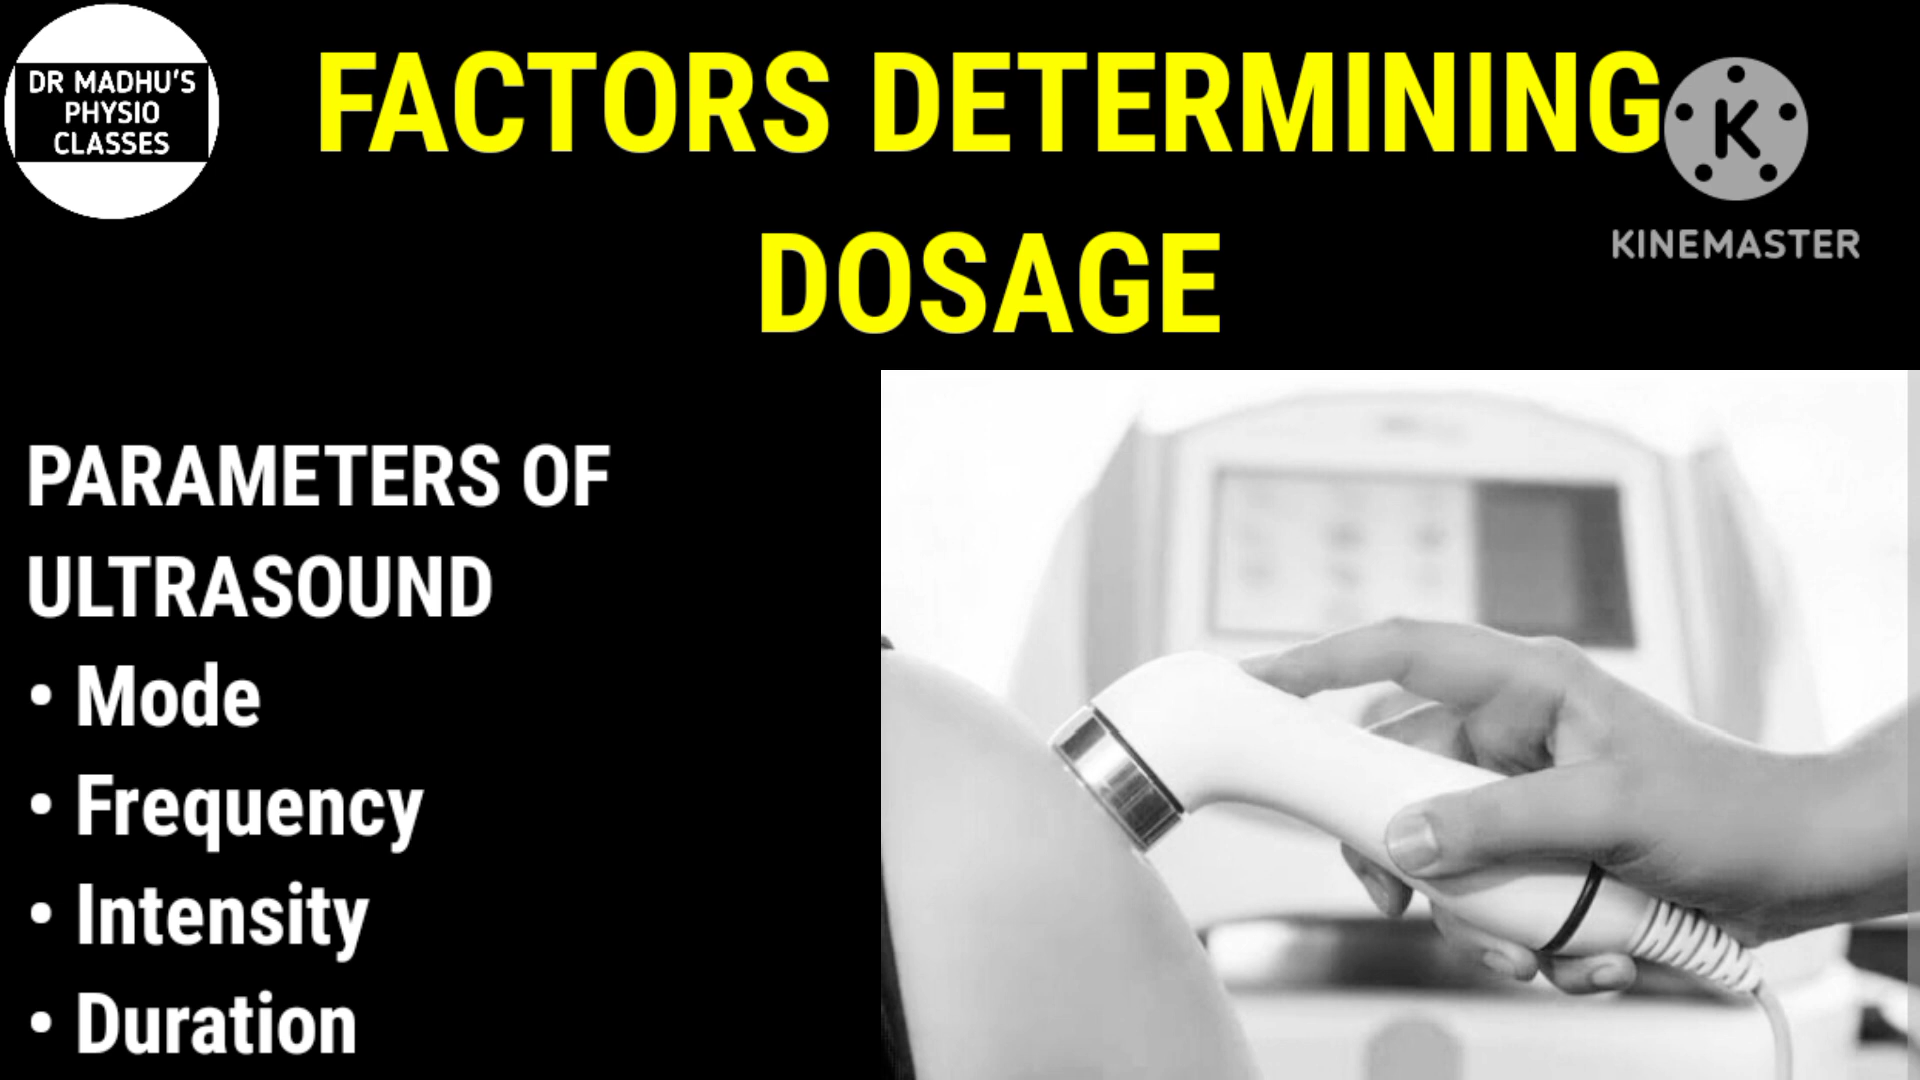 DR MADHU'S
PHYSIO
CLASSES
FACTORS DETERMINING
DOSAGE
K
KINEMASTER
PARAMETERS OF
ULTRASOUND
• Mode
• Frequency
• Intensity
• Duration